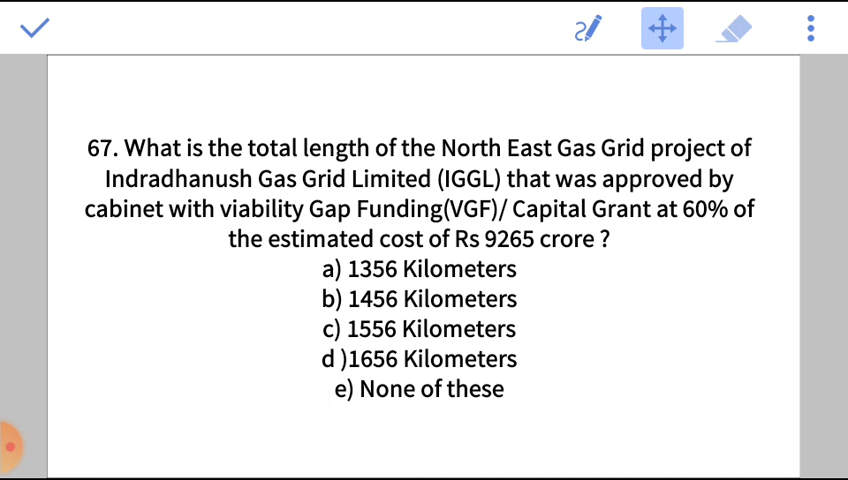 67. What is the total length of the North East Gas Grid project of
Indradhanush Gas Grid Limited (IGGL) that was approved by
cabinet with viability Gap Funding(VGF)/ Capital Grant at 60% of
the estimated cost of Rs 9265 crore ?
a) 1356 Kilometers
b) 1456 Kilometers
c) 1556 Kilometers
d )1656 Kilometers
e) None of these